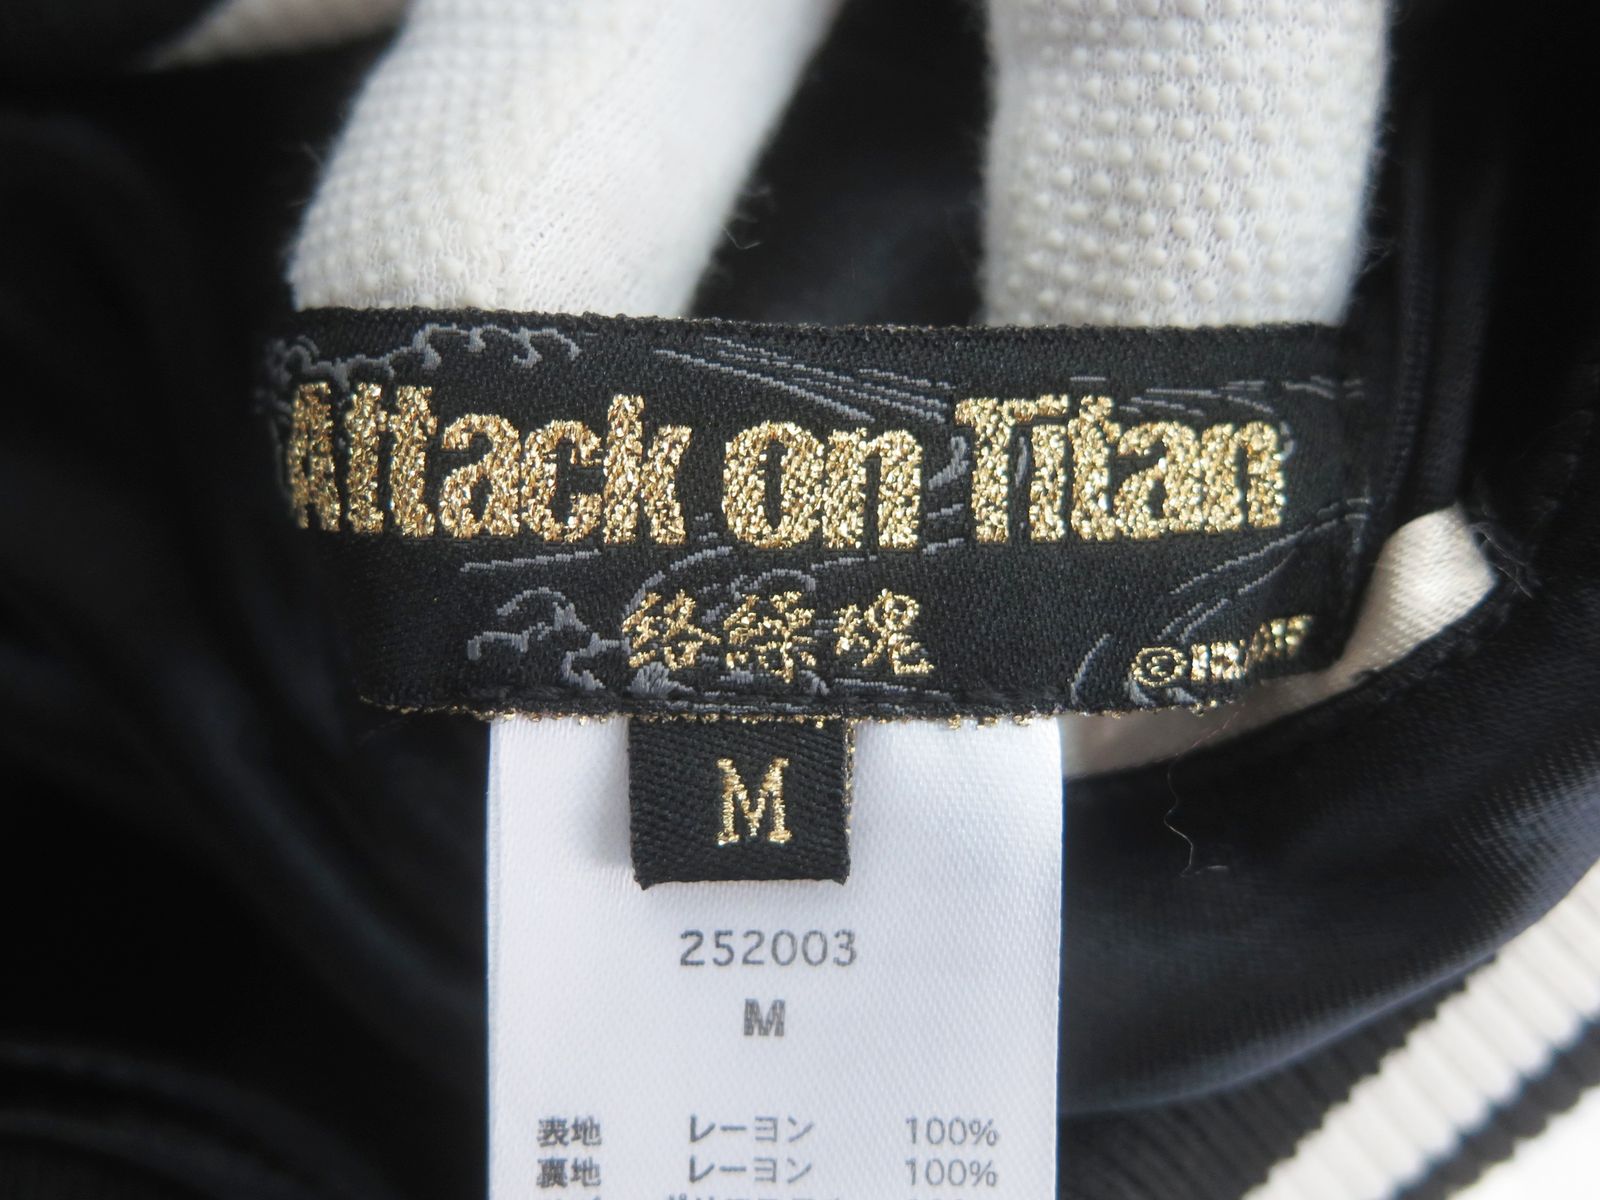 Attack on Titan
絡繰魂
©
M
252003
M
表地 レーヨン 100%
裏地 レーヨン 100%